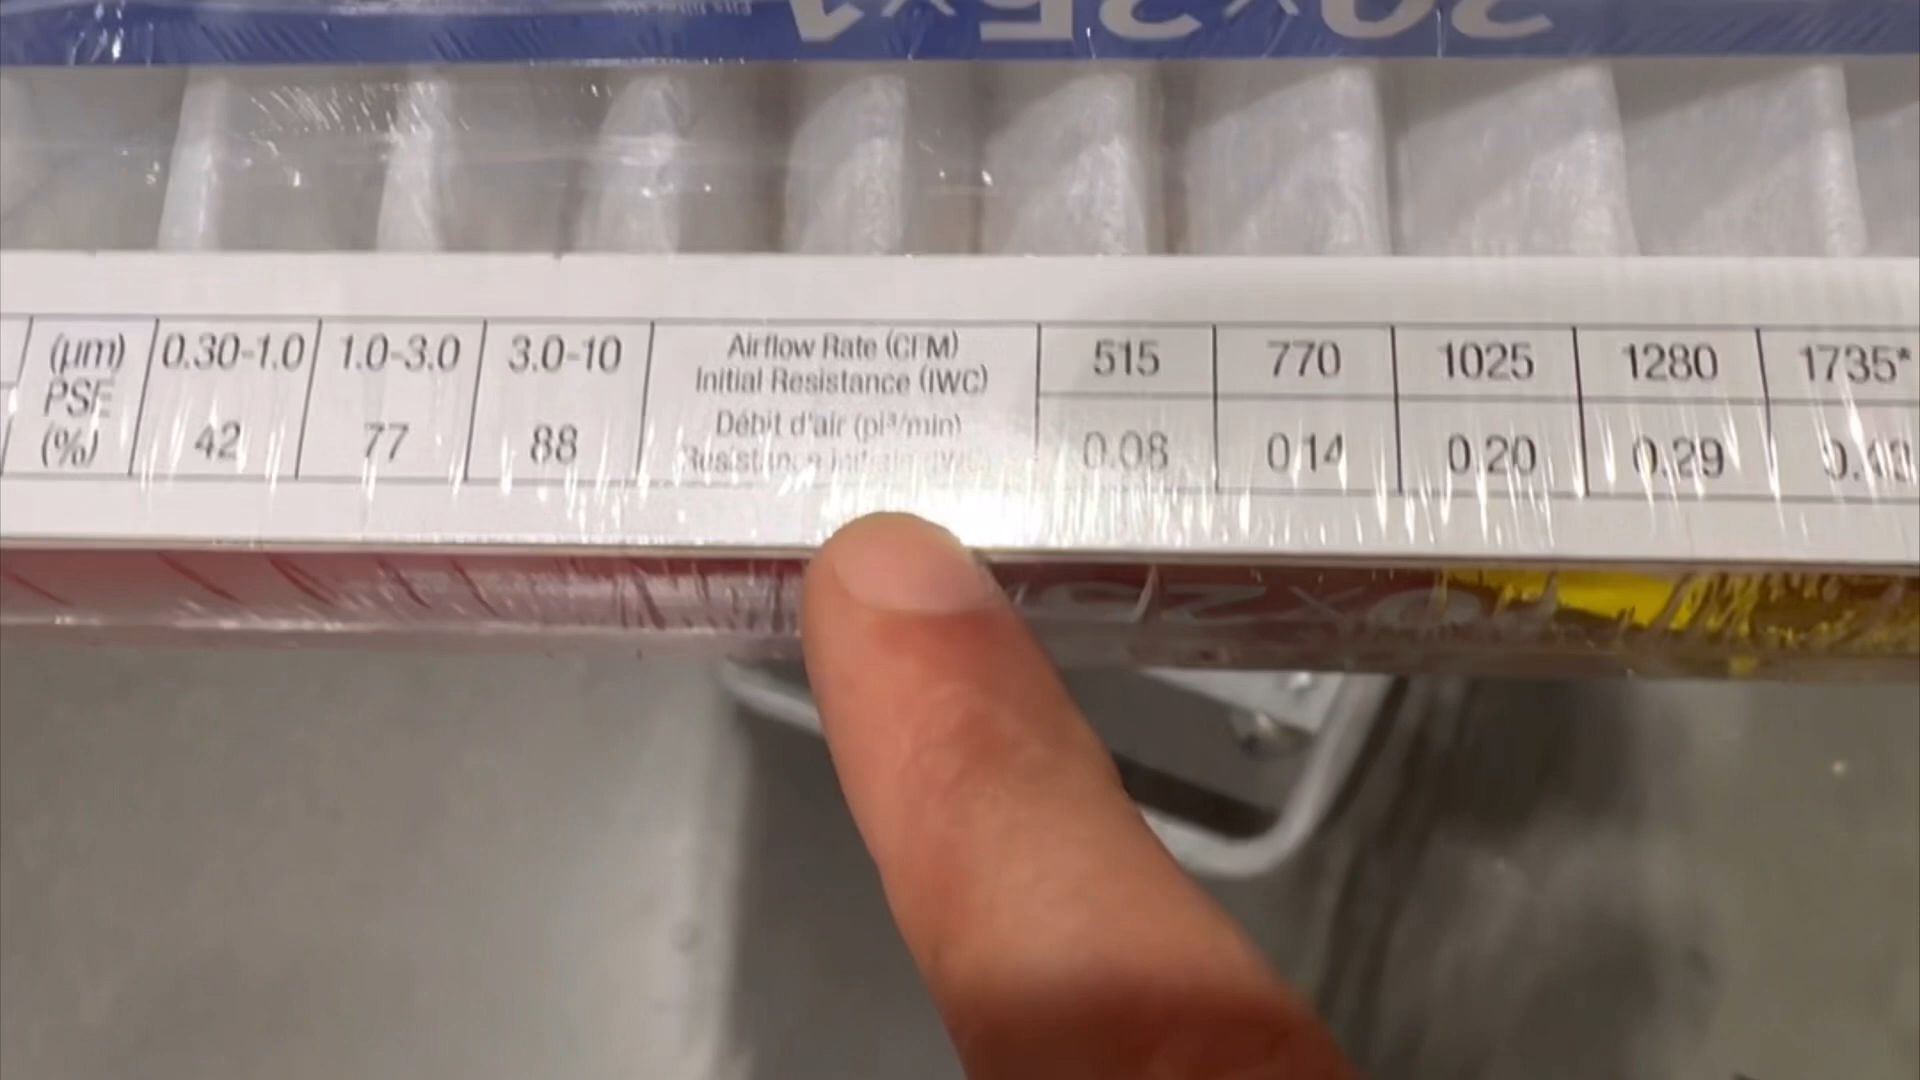 20x25x1
(µm) 0.30-1.0 1.0-3.0 3.0-10
PSE
(%) 42 77 88
Airflow Rate (CFM) 515 770 1025 1280 1735*
Initial Resistance (IWC)
Débit d'air (pi³/min)
0.08 0.14 0.20 0.29